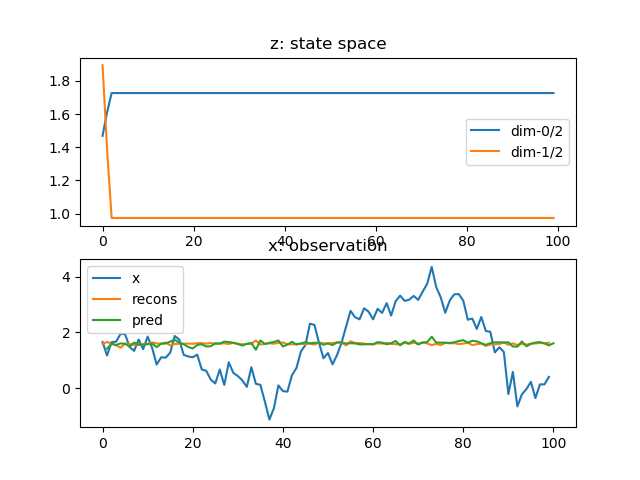 z: state space
1.8
1.6
1.4
1.2
1.0
dim-0/2
dim-1/2
0 20 40 60 80 100
x: observation
4
2
0
x
recons
pred
0 20 40 60 80 100